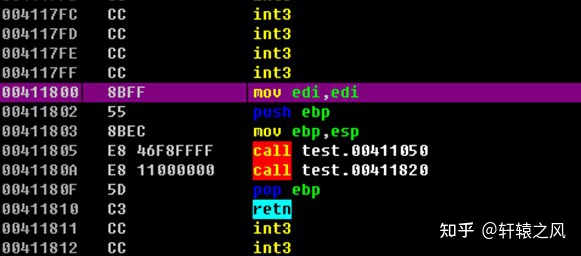 004117FC CC int3
004117FD CC int3
004117FE CC int3
004117FF CC int3
00411800 8BFF mov edi,edi
00411802 55 push ebp
00411803 8BEC mov ebp,esp
00411805 E8 46F8FFFF call test.00411050
0041180A E8 11000000 call test.00411820
0041180F 5D pop ebp
00411810 C3 retn
00411811 CC int3
00411812 CC int3
知乎 @轩辕之风